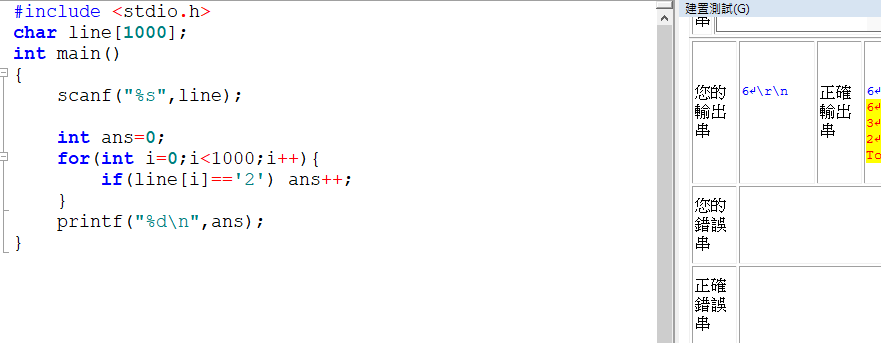 #include <stdio.h>
char line[1000];
int main()
{
    scanf("%s",line);
    int ans=0;
    for(int i=0;i<1000;i++){
        if(line[i]=='2') ans++;
    }
    printf("%d\n",ans);
}
建置測試(G)
串
您的輸出串
6↵\r\n
正確輸出串
6↵
6↵
3↵
2↵
To
您的錯誤串
正確錯誤串